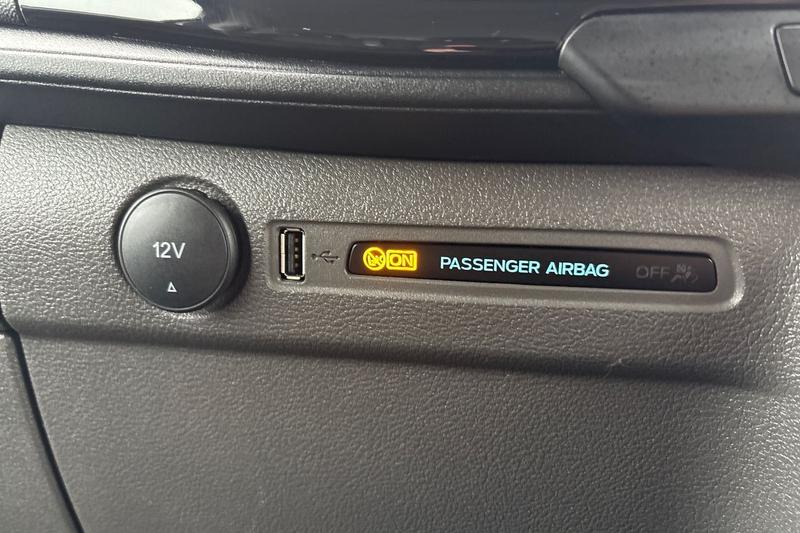 12V
ON PASSENGER AIRBAG OFF